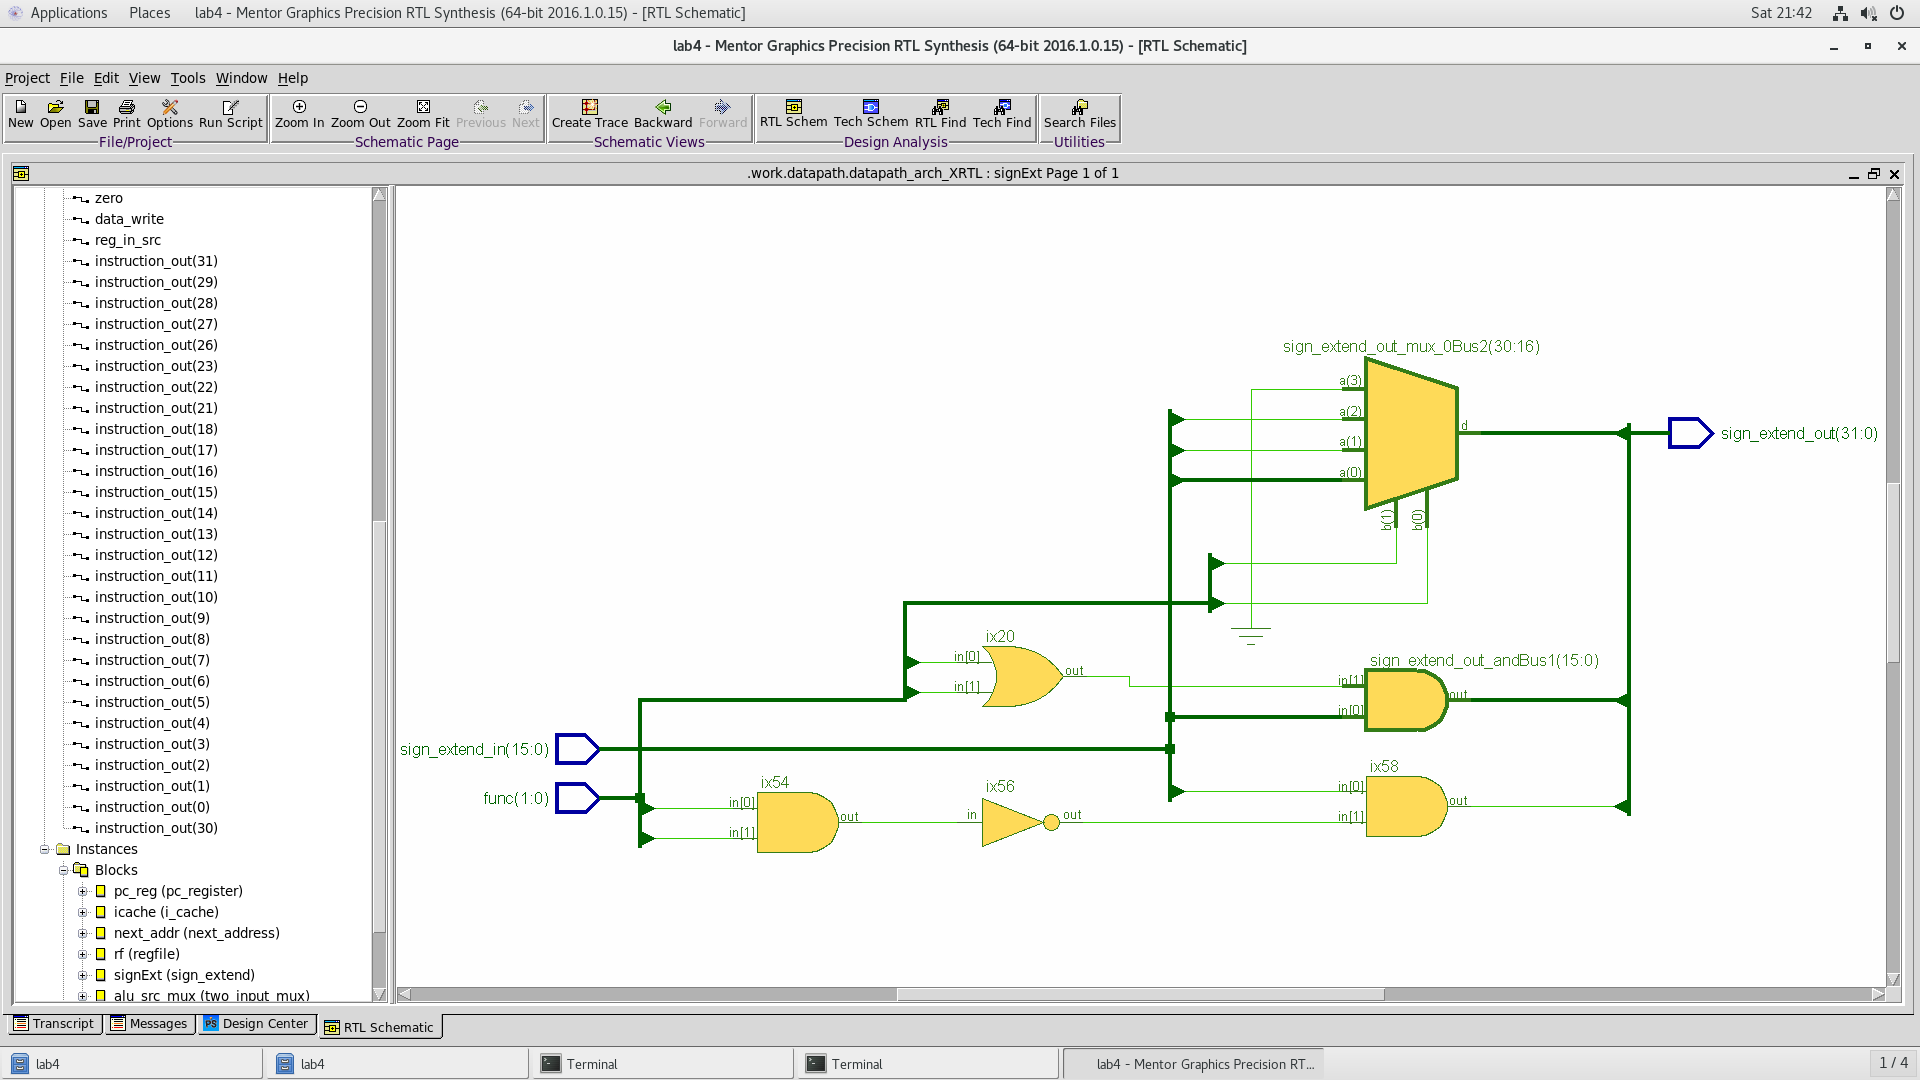 Applications Places lab4 - Mentor Graphics Precision RTL Synthesis (64-bit 2016.1.0.15) - [RTL Schematic] Sat 21:42
lab4 - Mentor Graphics Precision RTL Synthesis (64-bit 2016.1.0.15) - [RTL Schematic]
Project File Edit View Tools Window Help
New Open Save Print Options Run Script Zoom In Zoom Out Zoom Fit Previous Next Create Trace Backward Forward RTL Schem Tech Schem RTL Find Tech Find Search Files
File/Project Schematic Page Schematic Views Design Analysis Utilities
.work.datapath.datapath_arch_XRTL : signExt Page 1 of 1
zero
data_write
reg_in_src
instruction_out(31)
instruction_out(29)
instruction_out(28)
instruction_out(27)
instruction_out(26)
instruction_out(23)
instruction_out(22)
instruction_out(21)
instruction_out(18)
instruction_out(17)
instruction_out(16)
instruction_out(15)
instruction_out(14)
instruction_out(13)
instruction_out(12)
instruction_out(11)
instruction_out(10)
instruction_out(9)
instruction_out(8)
instruction_out(7)
instruction_out(6)
instruction_out(5)
instruction_out(4)
instruction_out(3)
instruction_out(2)
instruction_out(1)
instruction_out(0)
instruction_out(30)
Instances
Blocks
pc_reg (pc_register)
icache (i_cache)
next_addr (next_address)
rf (regfile)
signExt (sign_extend)
alu_src_mux (two_input_mux)
sign_extend_out_mux_0Bus2(30:16)
a(3)
a(2)
a(1)
a(0)
d
b(1) b(0)
sign_extend_out(31:0)
ix20
in[0]
in[1]
out
sign_extend_out_andBus1(15:0)
in[1]
in[0]
out
sign_extend_in(15:0)
func(1:0)
ix54
in[0]
in[1]
out
ix56
in out
ix58
in[0]
in[1]
out
Transcript Messages Design Center RTL Schematic
lab4 lab4 Terminal Terminal lab4 - Mentor Graphics Precision RT... 1 / 4